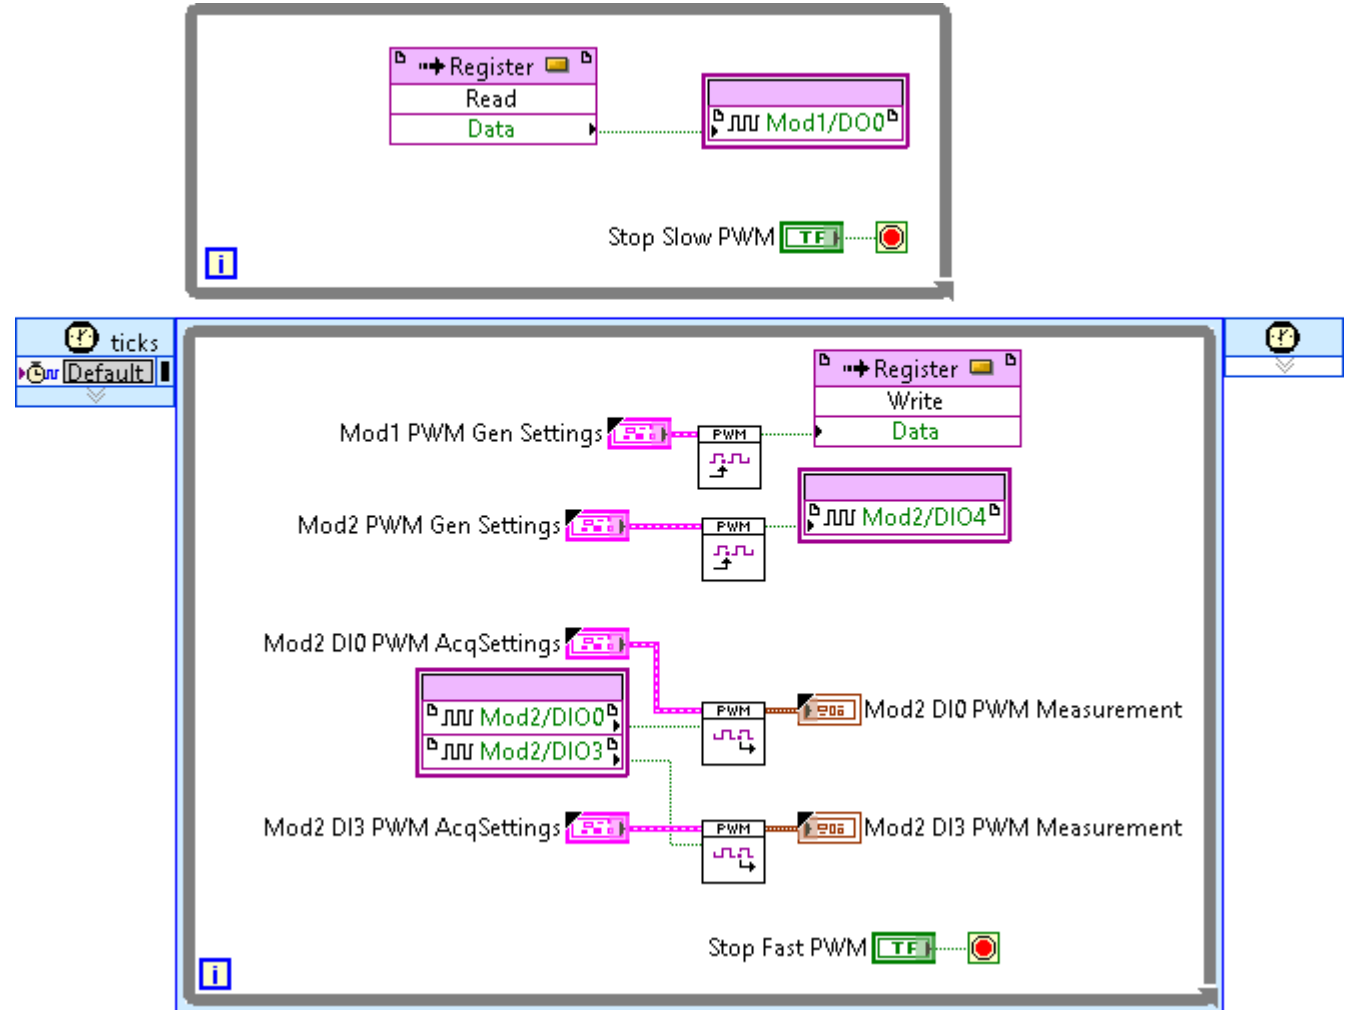 Register
Read
Data
Mod1/DO0
Stop Slow PWM TF
i
ticks
Default
Register
Write
Data
Mod1 PWM Gen Settings
PWM
Mod2 PWM Gen Settings
PWM
Mod2/DIO4
Mod2 DI0 PWM AcqSettings
Mod2/DIO0
Mod2/DIO3
PWM
Mod2 DI0 PWM Measurement
Mod2 DI3 PWM AcqSettings
PWM
Mod2 DI3 PWM Measurement
Stop Fast PWM TF
i